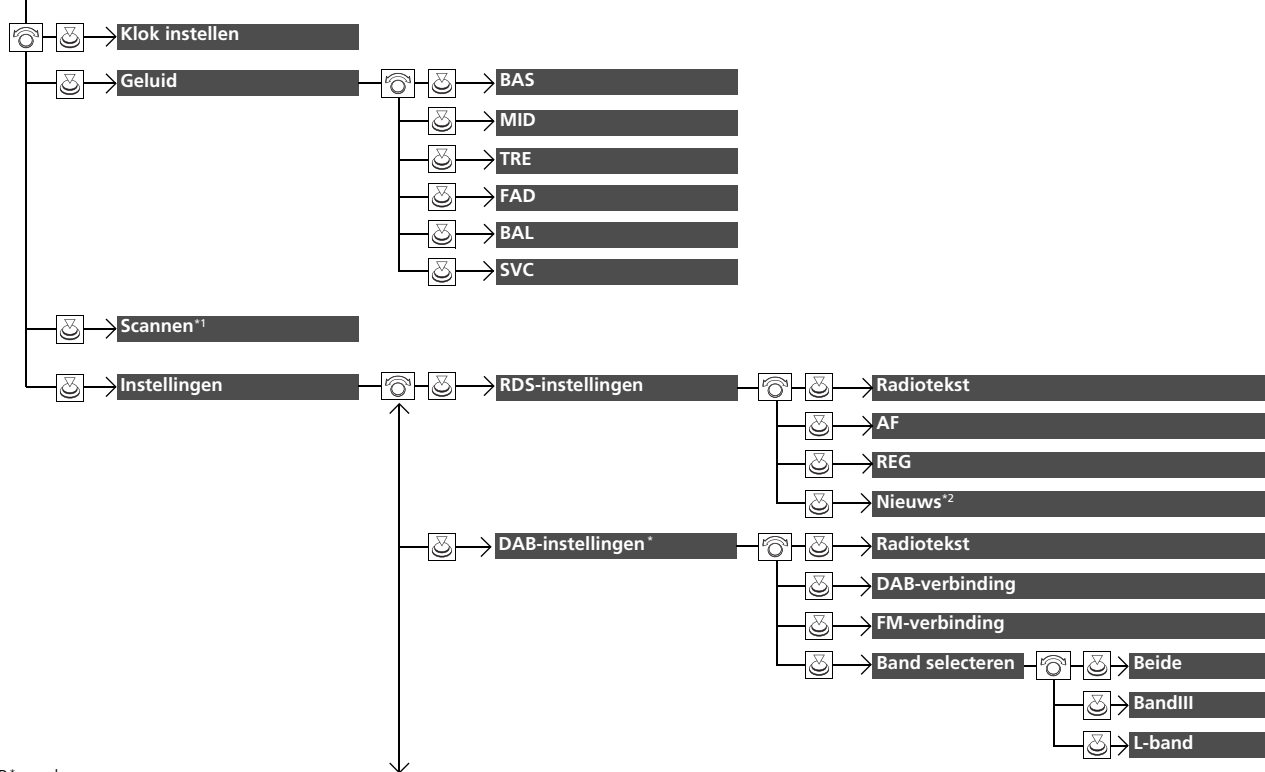 Klok instellen
Geluid
BAS
MID
TRE
FAD
BAL
SVC
Scannen*1
Instellingen
RDS-instellingen
Radiotekst
AF
REG
Nieuws*2
DAB-instellingen*
Radiotekst
DAB-verbinding
FM-verbinding
Band selecteren
Beide
BandIII
L-band